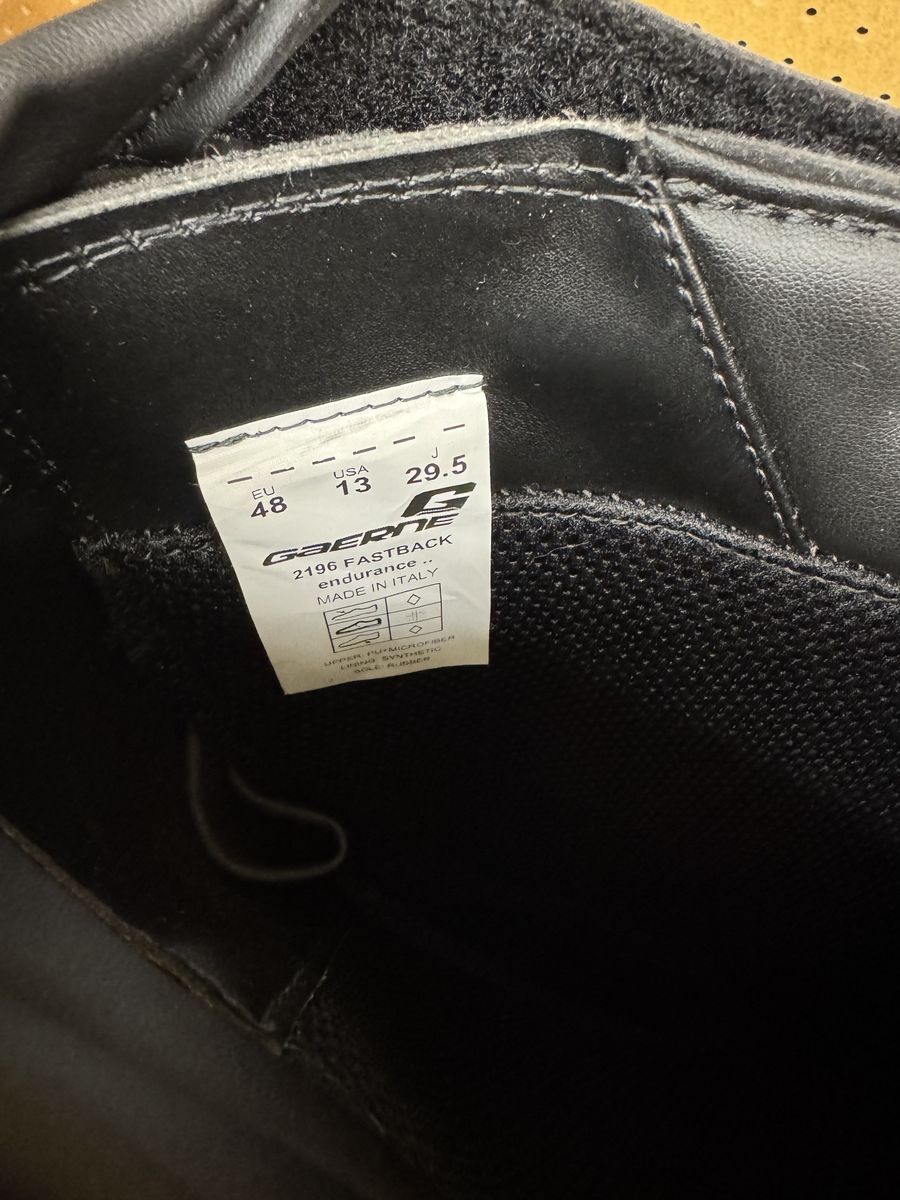 EU USA J
48 13 29.5
GAERNE
2196 FASTBACK
endurance ..
MADE IN ITALY
UPPER: PU+MICROFIBER
LINING: SYNTHETIC
SOLE: RUBBER